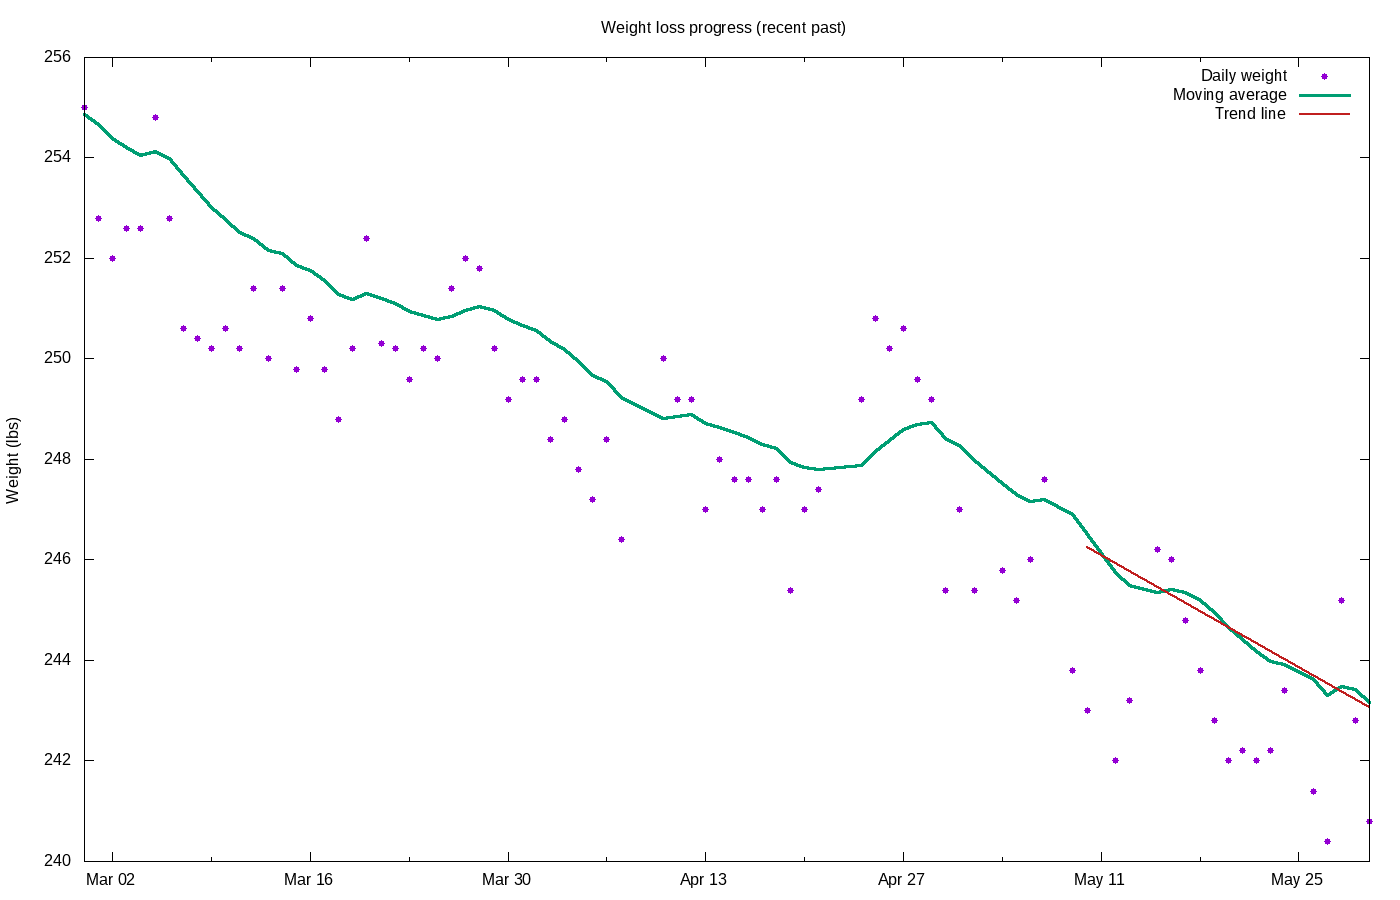 Weight loss progress (recent past)
Daily weight
Moving average
Trend line
256
254
252
250
248
246
244
242
240
Weight (lbs)
Mar 02 Mar 16 Mar 30 Apr 13 Apr 27 May 11 May 25